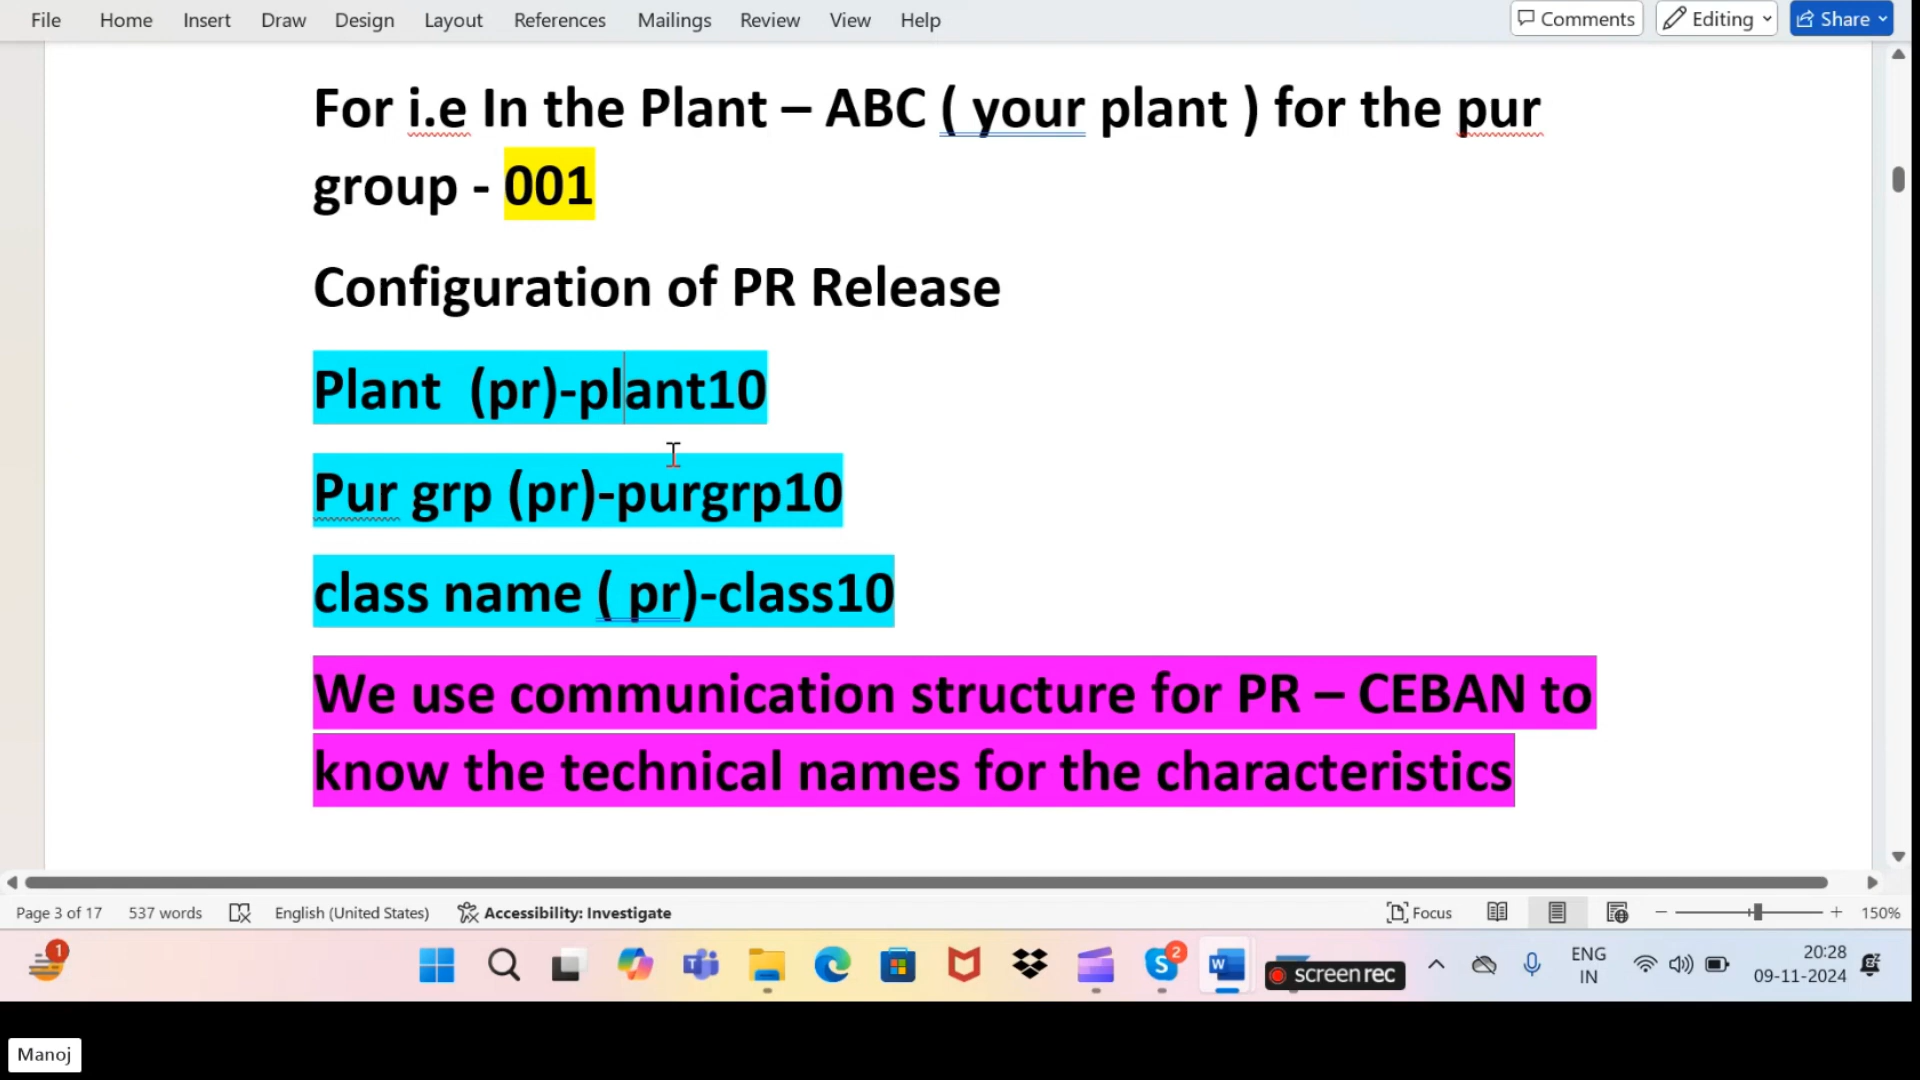 File Home Insert Draw Design Layout References Mailings Review View Help Comments Editing Share
For i.e In the Plant – ABC ( your plant ) for the pur
group - 001
Configuration of PR Release
Plant  (pr)-plant10
Pur grp (pr)-purgrp10
class name ( pr)-class10
We use communication structure for PR – CEBAN to
know the technical names for the characteristics
Page 3 of 17 537 words English (United States) Accessibility: Investigate Focus 150%
1 2 W screenrec ENG 20:28
IN 09-11-2024
Manoj